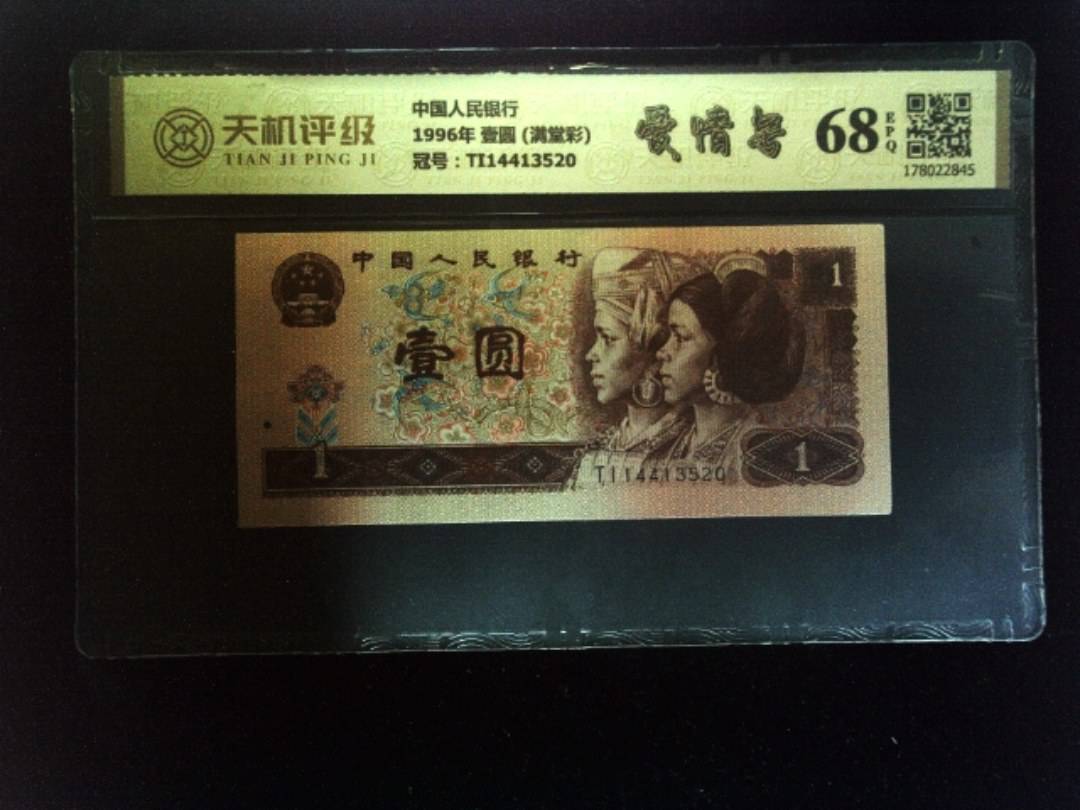 天机评级
TIAN JI PING JI
中国人民银行
1996年 壹圆 (满堂彩)
冠号：TI14413520
爱情号
68
EPQ
178022845
中国人民银行
1
壹圆
1
TI14413520
1